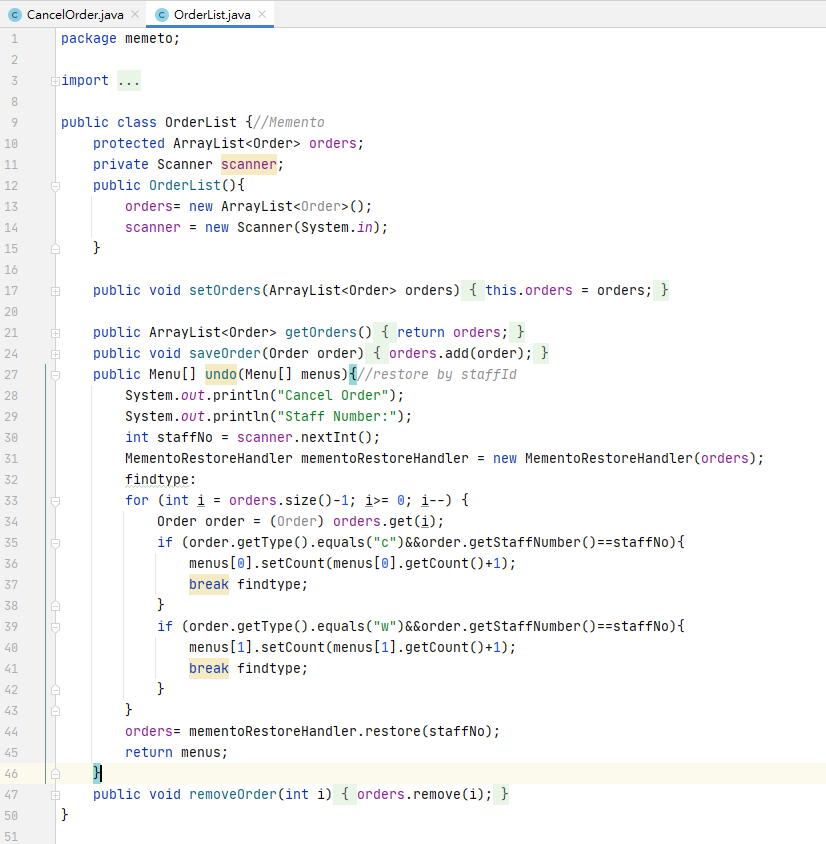 CancelOrder.java OrderList.java
1 package memeto;
2
3 import ...
8
9 public class OrderList {//Memento
10 protected ArrayList<Order> orders;
11 private Scanner scanner;
12 public OrderList(){
13 orders= new ArrayList<Order>();
14 scanner = new Scanner(System.in);
15 }
16
17 public void setOrders(ArrayList<Order> orders) { this.orders = orders; }
20
21 public ArrayList<Order> getOrders() { return orders; }
24 public void saveOrder(Order order) { orders.add(order); }
27 public Menu[] undo(Menu[] menus){//restore by staffId
28 System.out.println("Cancel Order");
29 System.out.println("Staff Number:");
30 int staffNo = scanner.nextInt();
31 MementoRestoreHandler mementoRestoreHandler = new MementoRestoreHandler(orders);
32 findtype:
33 for (int i = orders.size()-1; i>= 0; i--) {
34 Order order = (Order) orders.get(i);
35 if (order.getType().equals("c")&&order.getStaffNumber()==staffNo){
36 menus[0].setCount(menus[0].getCount()+1);
37 break findtype;
38 }
39 if (order.getType().equals("w")&&order.getStaffNumber()==staffNo){
40 menus[1].setCount(menus[1].getCount()+1);
41 break findtype;
42 }
43 }
44 orders= mementoRestoreHandler.restore(staffNo);
45 return menus;
46 }
47 public void removeOrder(int i) { orders.remove(i); }
50 }
51